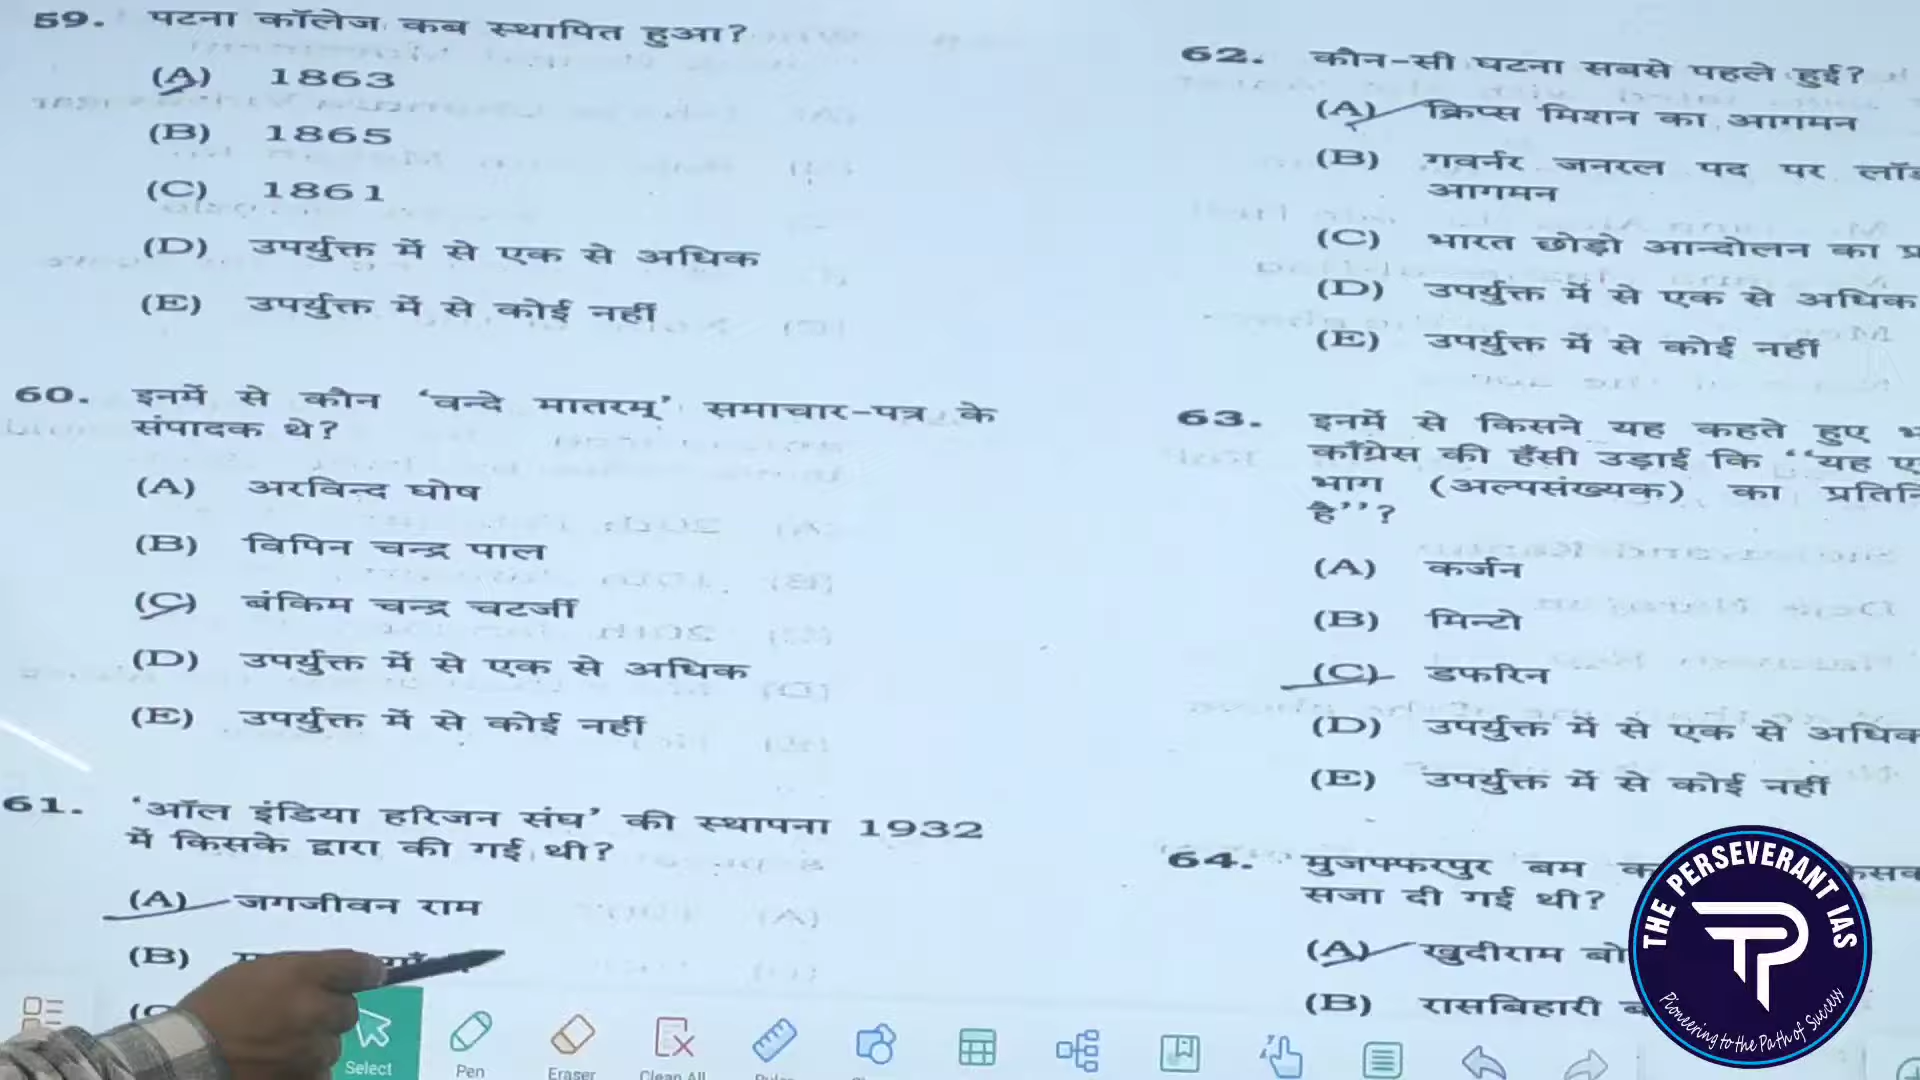 59. पटना कॉलेज कब स्थापित हुआ?
(A) 1863
(B) 1865
(C) 1861
(D) उपर्युक्त में से एक से अधिक
(E) उपर्युक्त में से कोई नहीं
60. इनमें से कौन ‘वन्दे मातरम्’ समाचार-पत्र के
संपादक थे?
(A) अरविन्द घोष
(B) विपिन चन्द्र पाल
(C) बंकिम चन्द्र चटर्जी
(D) उपर्युक्त में से एक से अधिक
(E) उपर्युक्त में से कोई नहीं
61. ‘ऑल इंडिया हरिजन संघ’ की स्थापना 1932
में किसके द्वारा की गई थी?
(A) जगजीवन राम
(B)
62. कौन-सी घटना सबसे पहले हुई?
(A) क्रिप्स मिशन का आगमन
(B) गवर्नर जनरल पद पर
आगमन
(C) भारत छोड़ो आन्दोलन का
(D) उपर्युक्त में से एक से अधिक
(E) उपर्युक्त में से कोई नहीं
63. इनमें से किसने यह कहते हुए
काँग्रेस की हँसी उड़ाई कि ‘‘यह
भाग (अल्पसंख्यक) का
है’’?
(A) कर्जन
(B) मिन्टो
(C) डफरिन
(D) उपर्युक्त में से एक से अधिक
(E) उपर्युक्त में से कोई नहीं
64. मुजफ्फरपुर बम
सजा दी गई थी?
(A) खुदीराम
(B) रासबिहारी
THE PERSEVERANT IAS
Pioneering to the Path of Success
Select
Pen
Eraser
Clean All